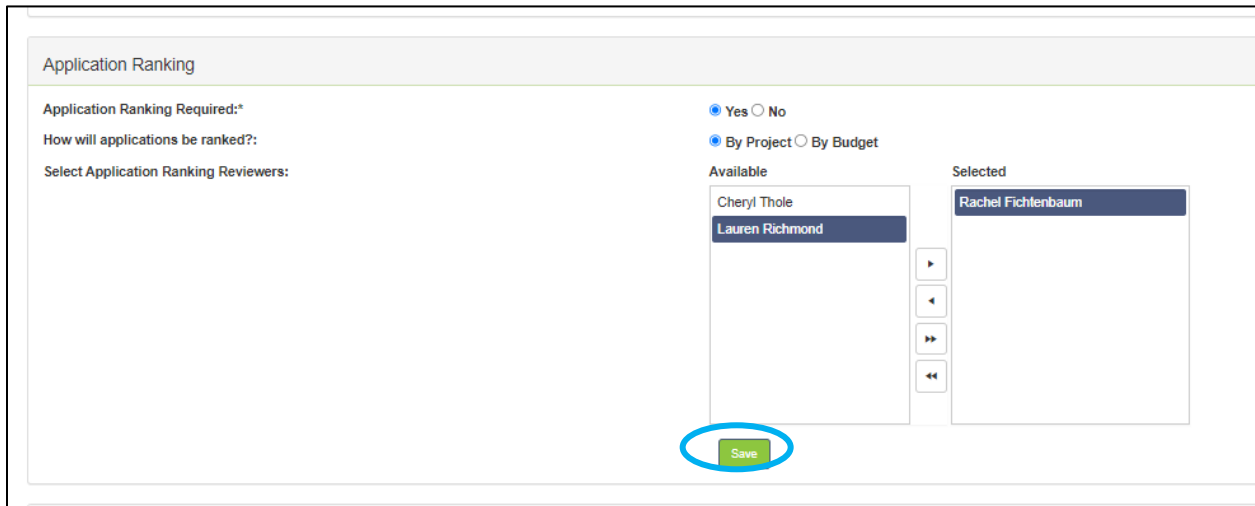 Application Ranking
Application Ranking Required:* Yes No
How will applications be ranked?: By Project By Budget
Select Application Ranking Reviewers: Available Selected
Cheryl Thole Rachel Fichtenbaum
Lauren Richmond
Save